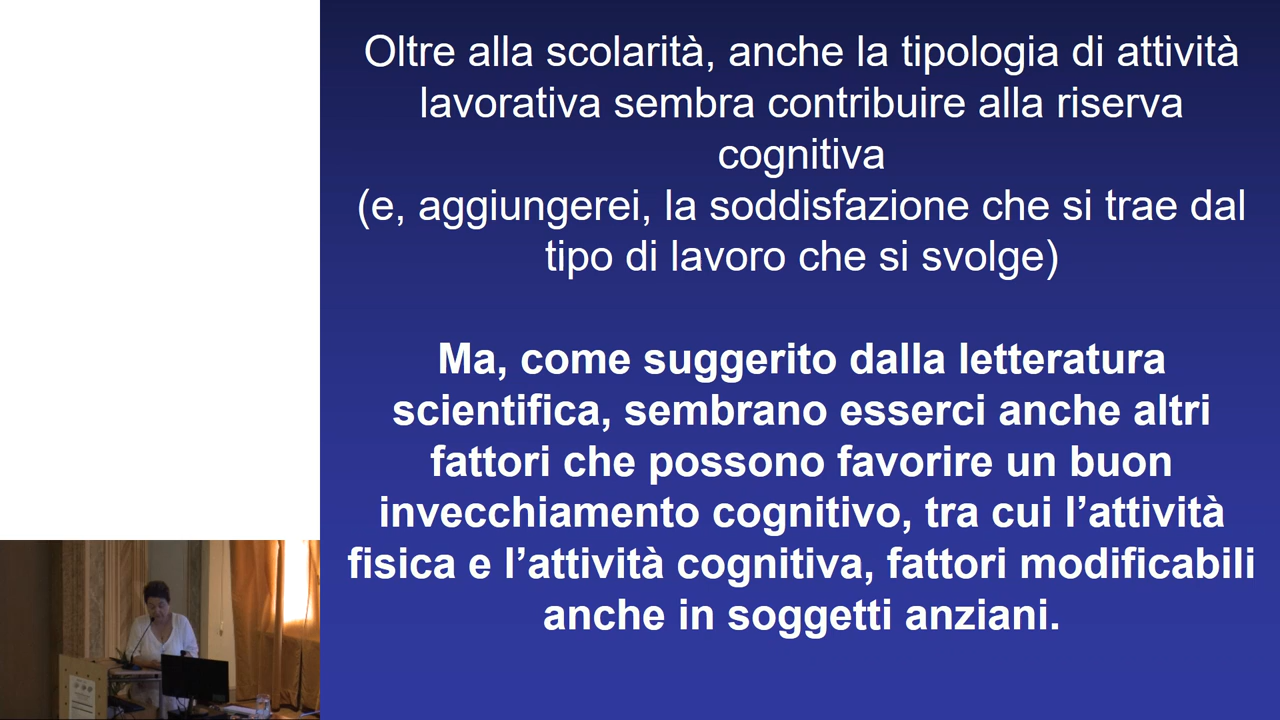 Oltre alla scolarità, anche la tipologia di attività
lavorativa sembra contribuire alla riserva
cognitiva
(e, aggiungerei, la soddisfazione che si trae dal
tipo di lavoro che si svolge)
Ma, come suggerito dalla letteratura
scientifica, sembrano esserci anche altri
fattori che possono favorire un buon
invecchiamento cognitivo, tra cui l’attività
fisica e l’attività cognitiva, fattori modificabili
anche in soggetti anziani.